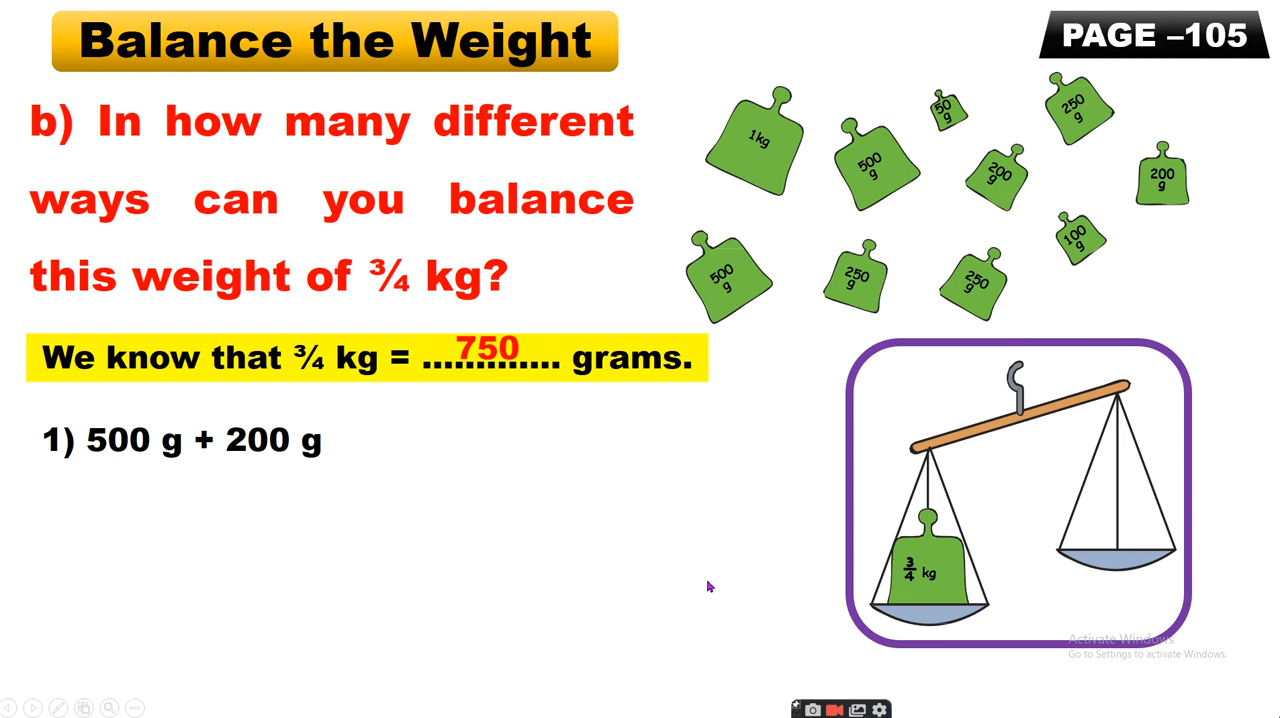 Balance the Weight
PAGE –105
b) In how many different
ways can you balance
this weight of ¾ kg?
We know that ¾ kg = .....750....... grams.
1) 500 g + 200 g
1kg
500 g
50 g
200 g
250 g
200 g
100 g
500 g
250 g
250 g
3/4 kg
Activate Windows
Go to Settings to activate Windows.